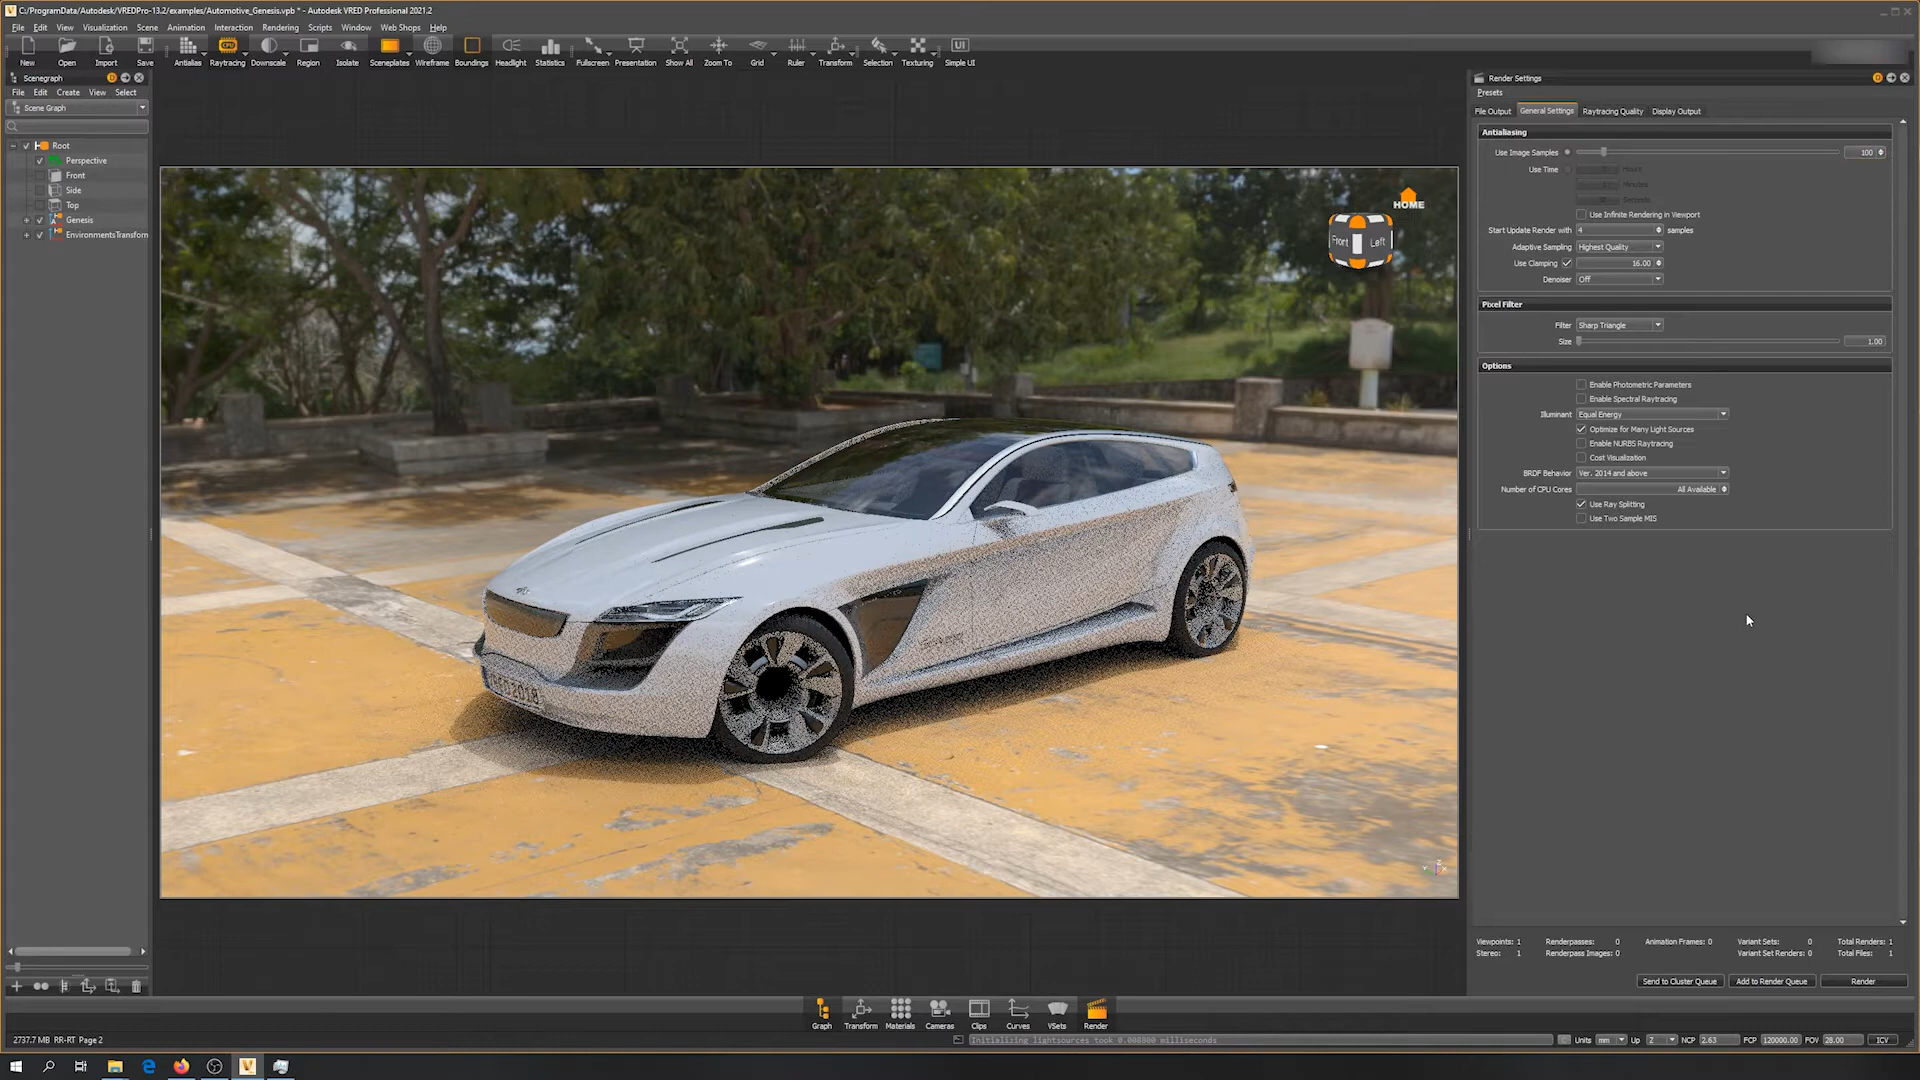 C:/ProgramData/Autodesk/VREDPro-13.2/examples/Automotive_Genesis.vpb * - Autodesk VRED Professional 2021.2
File Edit View Visualization Scene Animation Interaction Rendering Scripts Window Web Shops Help
New Open Import Save Antialias Raytracing Downscale Region Isolate Sceneplates Wireframe Boundings Headlight Statistics Fullscreen Presentation Show All Zoom To Grid Ruler Transform Selection Texturing Simple UI
Scenegraph
File Edit Create View Select
Scene Graph
Root
Perspective
Front
Side
Top
Genesis
EnvironmentsTransform
HOME
Front Left
Render Settings
Presets
File Output General Settings Raytracing Quality Display Output
Antialiasing
Use Image Samples 100
Use Time Hours
Minutes
Seconds
Use Infinite Rendering in Viewport
Start Update Render with 4 samples
Adaptive Sampling Highest Quality
Use Clamping 16.00
Denoiser Off
Pixel Filter
Filter Sharp Triangle
Size 1.00
Options
Enable Photometric Parameters
Enable Spectral Raytracing
Illuminant Equal Energy
Optimize for Many Light Sources
Enable NURBS Raytracing
Cost Visualization
BRDF Behavior Ver. 2014 and above
Number of CPU Cores All Available
Use Ray Splitting
Use Two Sample MIS
Viewpoints: 1 Renderpasses: 0 Animation Frames: 0 Variant Sets: 0 Total Renders: 1
Stereo: 1 Renderpass Images: 0 Variant Set Renders: 0 Total Files: 1
Send to Cluster Queue Add to Render Queue Render
Graph Transform Materials Cameras Clips Curves VSets Render
2737.7 MB RR-RT Page 2
Initializing lightsources took 0.008800 milliseconds
Units mm Up Z NCP 2.63 FCP 120000.00 FOV 28.00 ICV